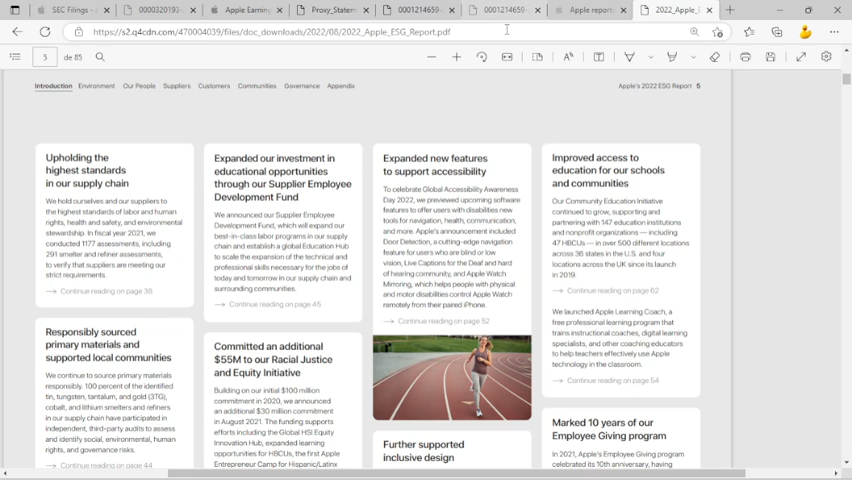 SEC Filings -
0000320193-
Apple Earning
Proxy_Statem
0001214659-
0001214659-
Apple report
2022_Apple_E
https://s2.q4cdn.com/470004039/files/doc_downloads/2022/08/2022_Apple_ESG_Report.pdf
5 de 85
Introduction Environment Our People Suppliers Customers Communities Governance Appendix
Apple's 2022 ESG Report 5
Upholding the
highest standards
in our supply chain
We hold ourselves and our suppliers to
the highest standards of labor and human
rights, health and safety, and environmental
stewardship. In fiscal year 2021, we
conducted 1177 assessments, including
291 smelter and refiner assessments,
to verify that suppliers are meeting our
strict requirements.
→ Continue reading on page 38
Responsibly sourced
primary materials and
supported local communities
We continue to source primary materials
responsibly. 100 percent of the identified
tin, tungsten, tantalum, and gold (3TG),
cobalt, and lithium smelters and refiners
in our supply chain have participated in
independent, third-party audits to assess
and identify social, environmental, human
rights, and governance risks.
→ Continue reading on page 44
Expanded our investment in
educational opportunities
through our Supplier Employee
Development Fund
We announced our Supplier Employee
Development Fund, which will expand our
best-in-class labor programs in our supply
chain and establish a global Education Hub
to scale the expansion of the technical and
professional skills necessary for the jobs of
today and tomorrow in our supply chain and
surrounding communities.
→ Continue reading on page 45
Committed an additional
$55M to our Racial Justice
and Equity Initiative
Building on our initial $100 million
commitment in 2020, we announced
an additional $30 million commitment
in August 2021. The funding supports
efforts including the Global HSI Equity
Innovation Hub, expanded learning
opportunities for HBCUs, the first Apple
Entrepreneur Camp for Hispanic/Latinx
Expanded new features
to support accessibility
To celebrate Global Accessibility Awareness
Day 2022, we previewed upcoming software
features to offer users with disabilities new
tools for navigation, health, communication,
and more. Apple's announcement included
Door Detection, a cutting-edge navigation
feature for users who are blind or low
vision, Live Captions for the Deaf and hard
of hearing community, and Apple Watch
Mirroring, which helps people with physical
and motor disabilities control Apple Watch
remotely from their paired iPhone.
→ Continue reading on page 52
Further supported
inclusive design
Improved access to
education for our schools
and communities
Our Community Education Initiative
continued to grow, supporting and
partnering with 147 education institutions
and nonprofit organizations — including
47 HBCUs — in over 500 different locations
across 36 states in the U.S. and four
locations across the UK since its launch
in 2019.
→ Continue reading on page 62
We launched Apple Learning Coach, a
free professional learning program that
trains instructional coaches, digital learning
specialists, and other coaching educators
to help teachers effectively use Apple
technology in the classroom.
→ Continue reading on page 54
Marked 10 years of our
Employee Giving program
In 2021, Apple's Employee Giving program
celebrated its 10th anniversary, having